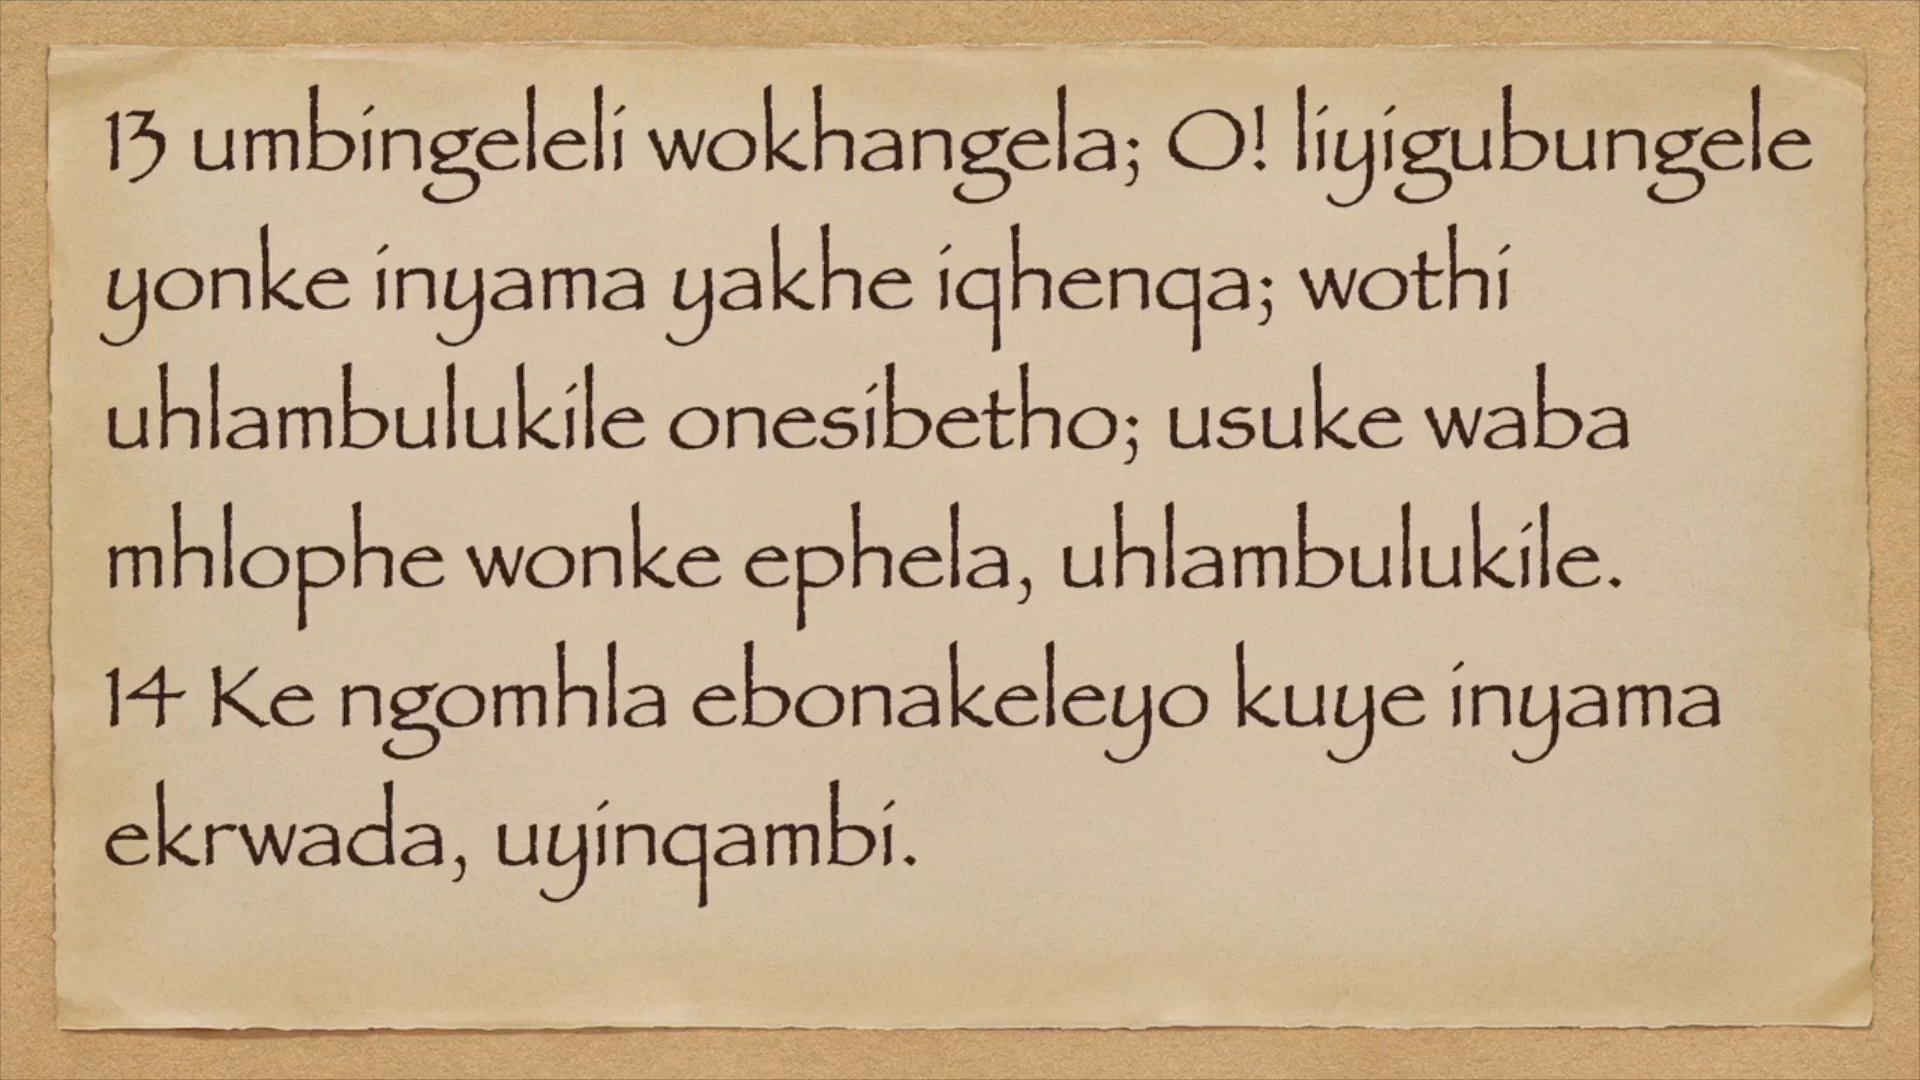 13 umbingeleli wokhangela; O! liyigubungele
yonke inyama yakhe iqhenqa; wothi
uhlambulukile onesibetho; usuke waba
mhlophe wonke ephela, uhlambulukile.
14 Ke ngomhla ebonakeleyo kuye inyama
ekrwada, uyinqambi.